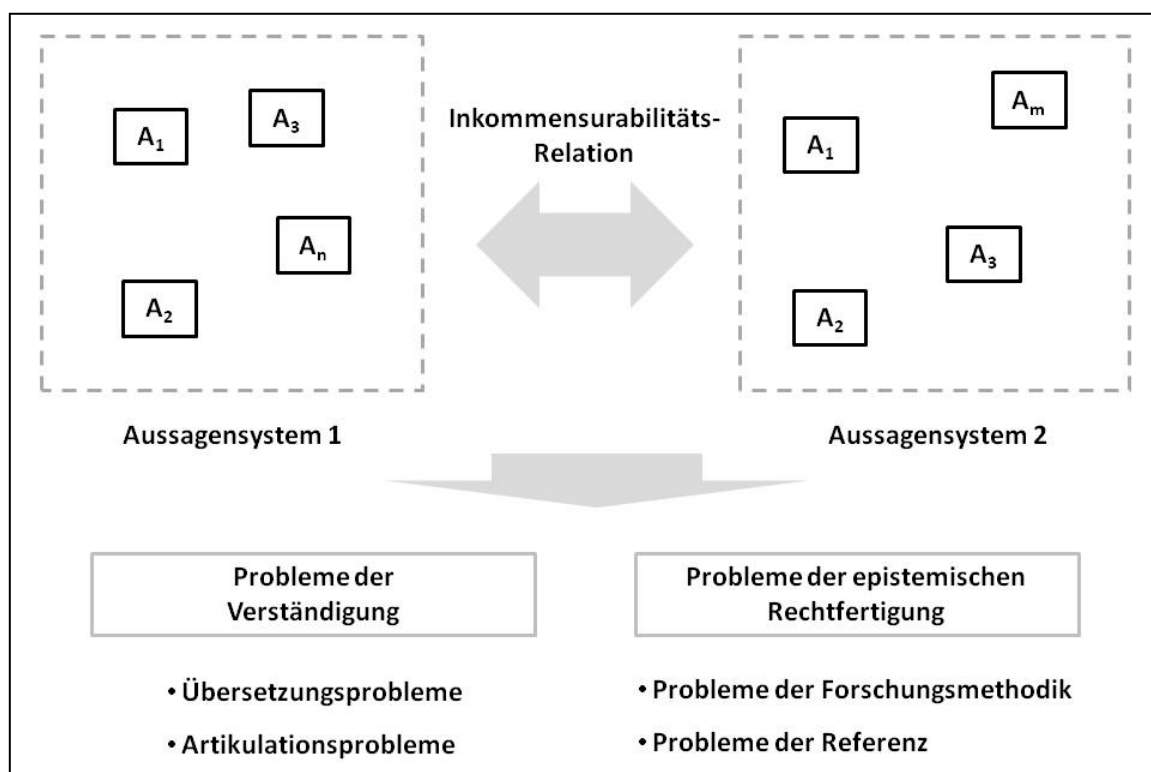 A1
A3
An
A2
Inkommensurabilitäts-
Relation
Am
A1
A3
A2
Aussagensystem 1
Aussagensystem 2
Probleme der
Verständigung
Probleme der epistemischen
Rechtfertigung
• Übersetzungsprobleme
• Artikulationsprobleme
• Probleme der Forschungsmethodik
• Probleme der Referenz